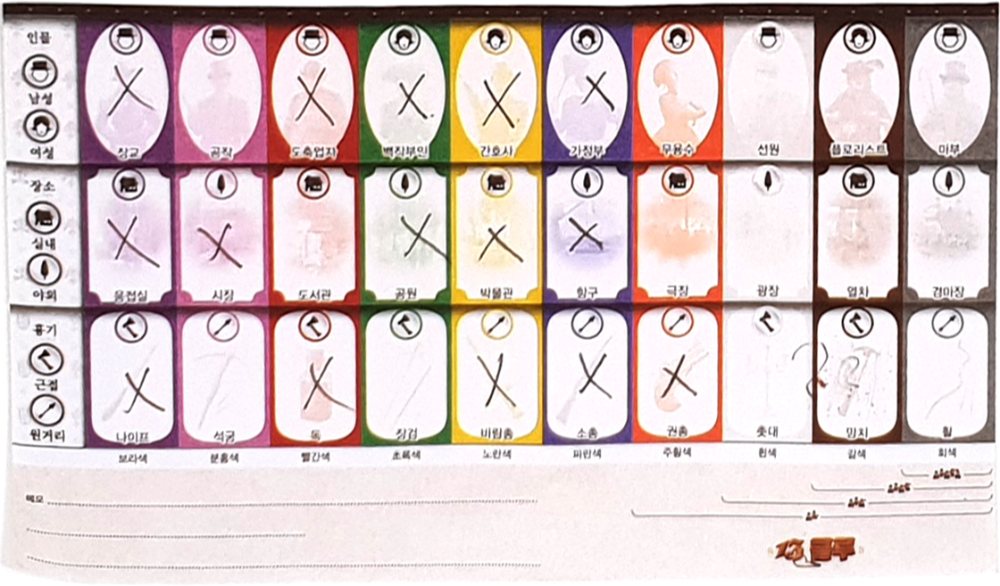 인물
남성
여성
장교 공작 도축업자 백작부인 간호사 가정부 무용수 선원 플로리스트 마부
장소
실내
야외
응접실 시장 도서관 공원 박물관 항구 극장 광장 열차 경마장
흉기
근접
원거리
나이프 석궁 독 장검 바람총 소총 권총 촛대 망치 활
보라색 분홍색 빨간색 초록색 노란색 파란색 주황색 흰색 갈색 회색
메모
13 클루